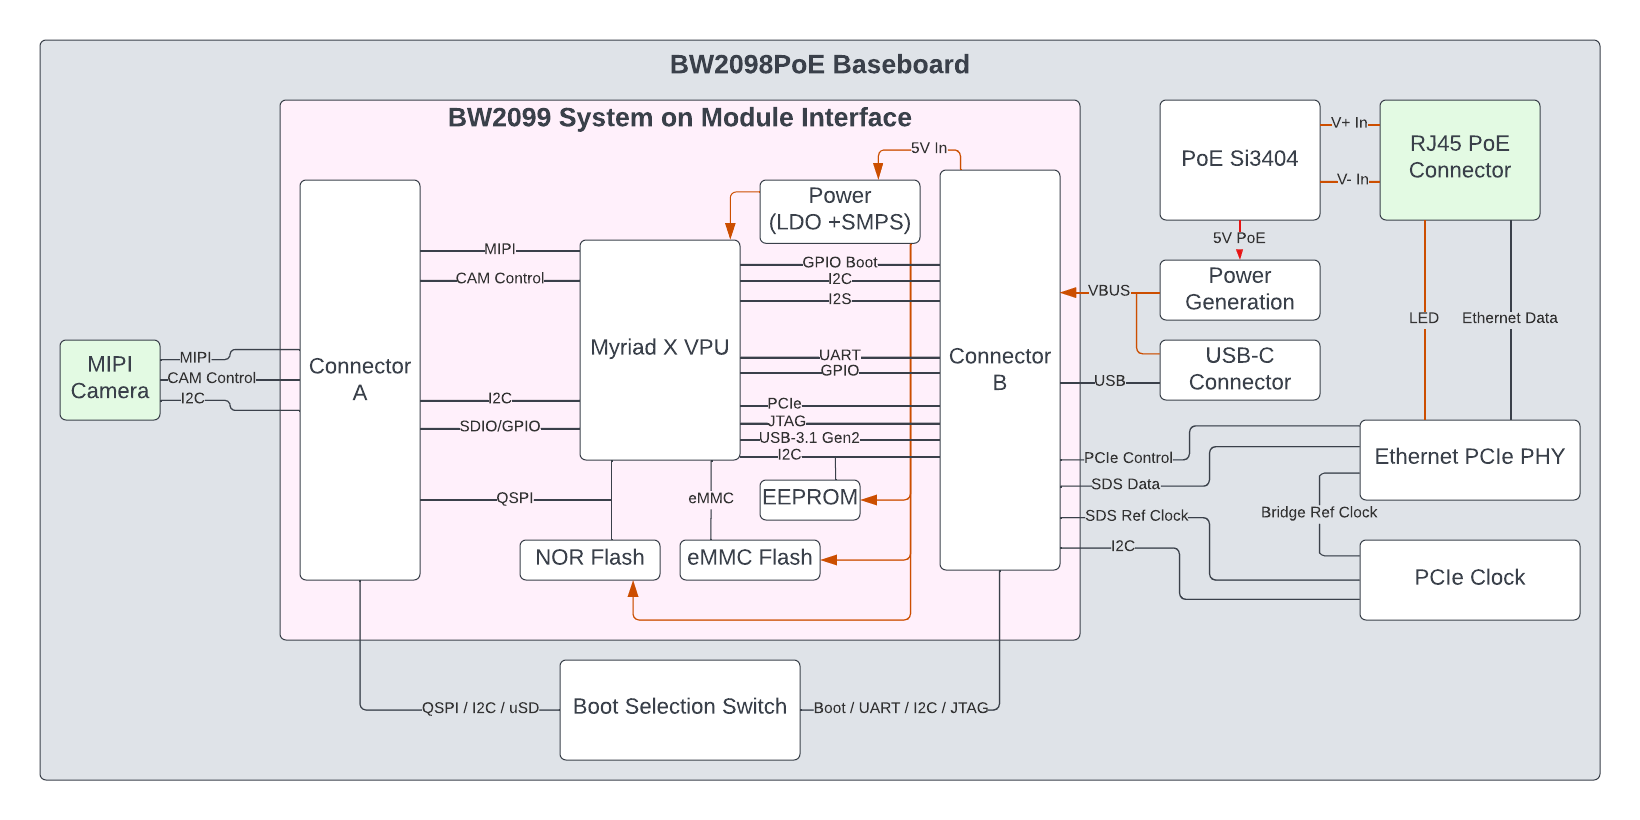 BW2098PoE Baseboard
BW2099 System on Module Interface
5V In
V+ In
PoE Si3404
RJ45 PoE
Connector
V- In
Power
(LDO +SMPS)
5V PoE
MIPI
CAM Control
GPIO Boot
I2C
I2S
Power
Generation
VBUS
Myriad X VPU
LED
Ethernet Data
MIPI
Camera
MIPI
CAM Control
I2C
Connector
A
UART
GPIO
Connector
B
USB-C
Connector
USB
I2C
SDIO/GPIO
PCIe
JTAG
USB-3.1 Gen2
I2C
PCIe Control
SDS Data
Ethernet PCIe PHY
QSPI
eMMC
EEPROM
SDS Ref Clock
Bridge Ref Clock
I2C
NOR Flash
eMMC Flash
PCIe Clock
QSPI / I2C / uSD
Boot Selection Switch
Boot / UART / I2C / JTAG